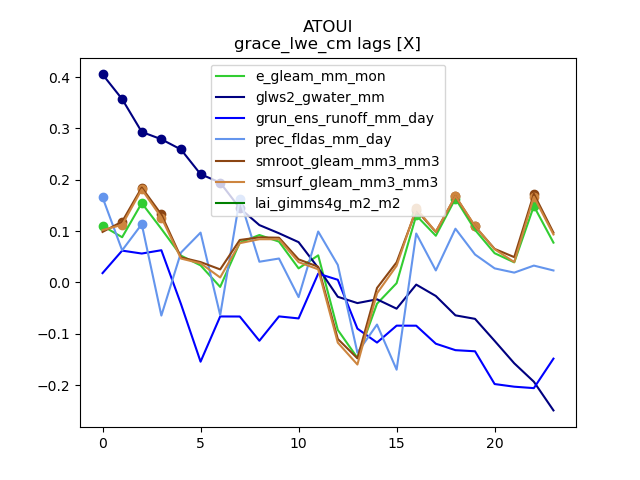 ATOUI
grace_lwe_cm lags [X]
e_gleam_mm_mon
glws2_gwater_mm
grun_ens_runoff_mm_day
prec_fldas_mm_day
smroot_gleam_mm3_mm3
smsurf_gleam_mm3_mm3
lai_gimms4g_m2_m2
0.4
0.3
0.2
0.1
0.0
−0.1
−0.2
0 5 10 15 20